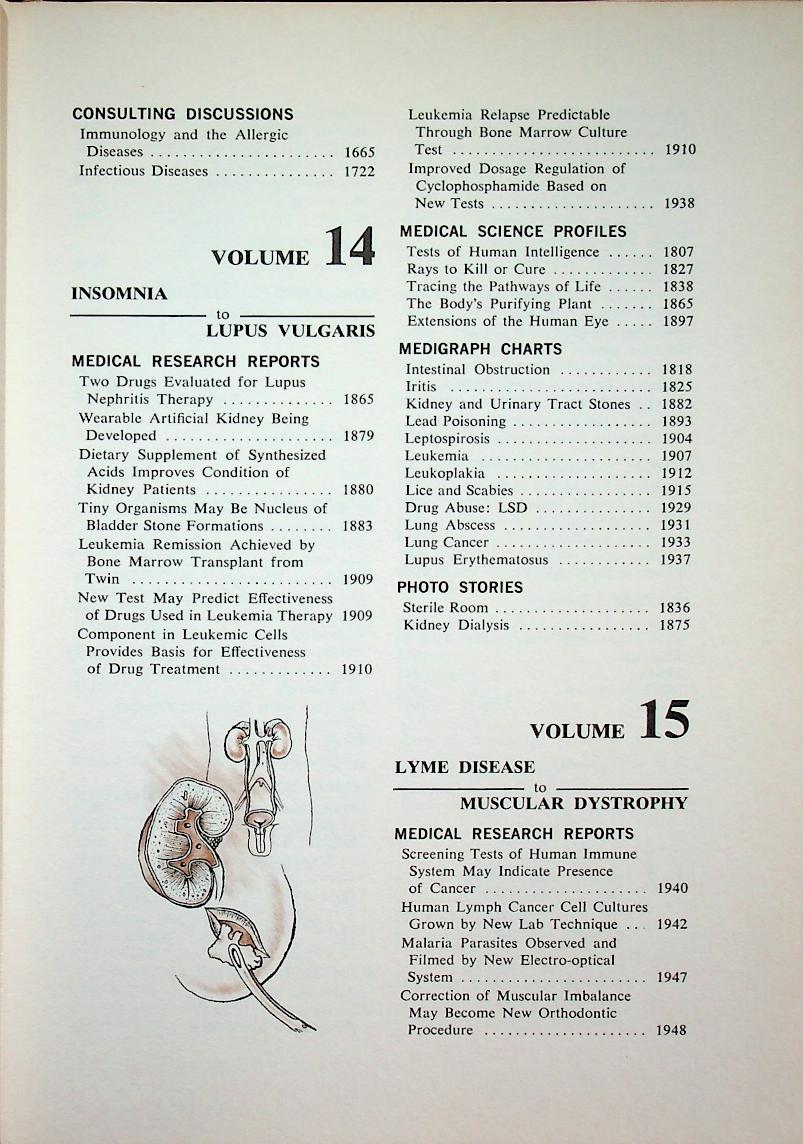 CONSULTING DISCUSSIONS
Immunology and the Allergic
Diseases ....................... 1665
Infectious Diseases ............... 1722
VOLUME 14
INSOMNIA
to
LUPUS VULGARIS
MEDICAL RESEARCH REPORTS
Two Drugs Evaluated for Lupus
Nephritis Therapy .............. 1865
Wearable Artificial Kidney Being
Developed ..................... 1879
Dietary Supplement of Synthesized
Acids Improves Condition of
Kidney Patients ................ 1880
Tiny Organisms May Be Nucleus of
Bladder Stone Formations ........ 1883
Leukemia Remission Achieved by
Bone Marrow Transplant from
Twin ......................... 1909
New Test May Predict Effectiveness
of Drugs Used in Leukemia Therapy 1909
Component in Leukemic Cells
Provides Basis for Effectiveness
of Drug Treatment ............. 1910
Leukemia Relapse Predictable
Through Bone Marrow Culture
Test .......................... 1910
Improved Dosage Regulation of
Cyclophosphamide Based on
New Tests ..................... 1938
MEDICAL SCIENCE PROFILES
Tests of Human Intelligence ...... 1807
Rays to Kill or Cure ............. 1827
Tracing the Pathways of Life ...... 1838
The Body's Purifying Plant ....... 1865
Extensions of the Human Eye ..... 1897
MEDIGRAPH CHARTS
Intestinal Obstruction ............ 1818
Iritis .......................... 1825
Kidney and Urinary Tract Stones .. 1882
Lead Poisoning .................. 1893
Leptospirosis .................... 1904
Leukemia ...................... 1907
Leukoplakia .................... 1912
Lice and Scabies ................. 1915
Drug Abuse: LSD ............... 1929
Lung Abscess ................... 1931
Lung Cancer .................... 1933
Lupus Erythematosus ............ 1937
PHOTO STORIES
Sterile Room .................... 1836
Kidney Dialysis ................. 1875
VOLUME 15
LYME DISEASE
to
MUSCULAR DYSTROPHY
MEDICAL RESEARCH REPORTS
Screening Tests of Human Immune
System May Indicate Presence
of Cancer ..................... 1940
Human Lymph Cancer Cell Cultures
Grown by New Lab Technique ... 1942
Malaria Parasites Observed and
Filmed by New Electro-optical
System ........................ 1947
Correction of Muscular Imbalance
May Become New Orthodontic
Procedure ..................... 1948